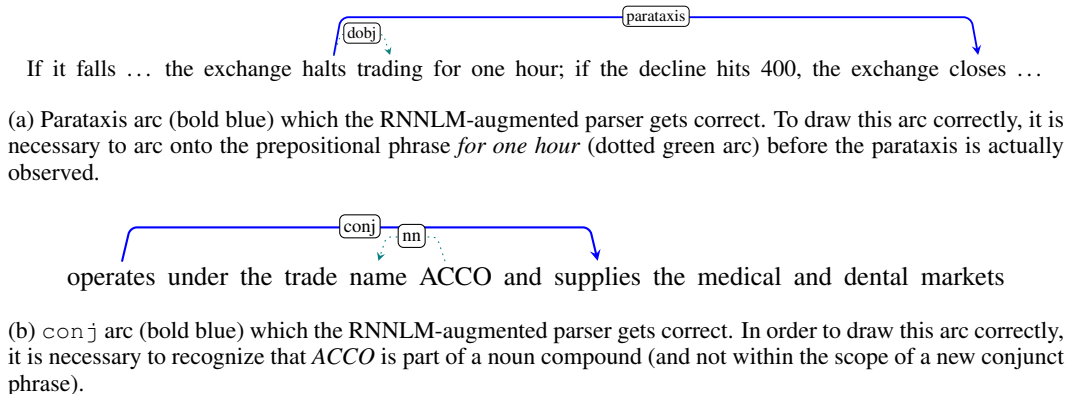 parataxis
dobj
If it falls … the exchange halts trading for one hour; if the decline hits 400, the exchange closes …
(a) Parataxis arc (bold blue) which the RNNLM-augmented parser gets correct. To draw this arc correctly, it is
necessary to arc onto the prepositional phrase for one hour (dotted green arc) before the parataxis is actually
observed.
conj
nn
operates under the trade name ACCO and supplies the medical and dental markets
(b) conj arc (bold blue) which the RNNLM-augmented parser gets correct. In order to draw this arc correctly,
it is necessary to recognize that ACCO is part of a noun compound (and not within the scope of a new conjunct
phrase).